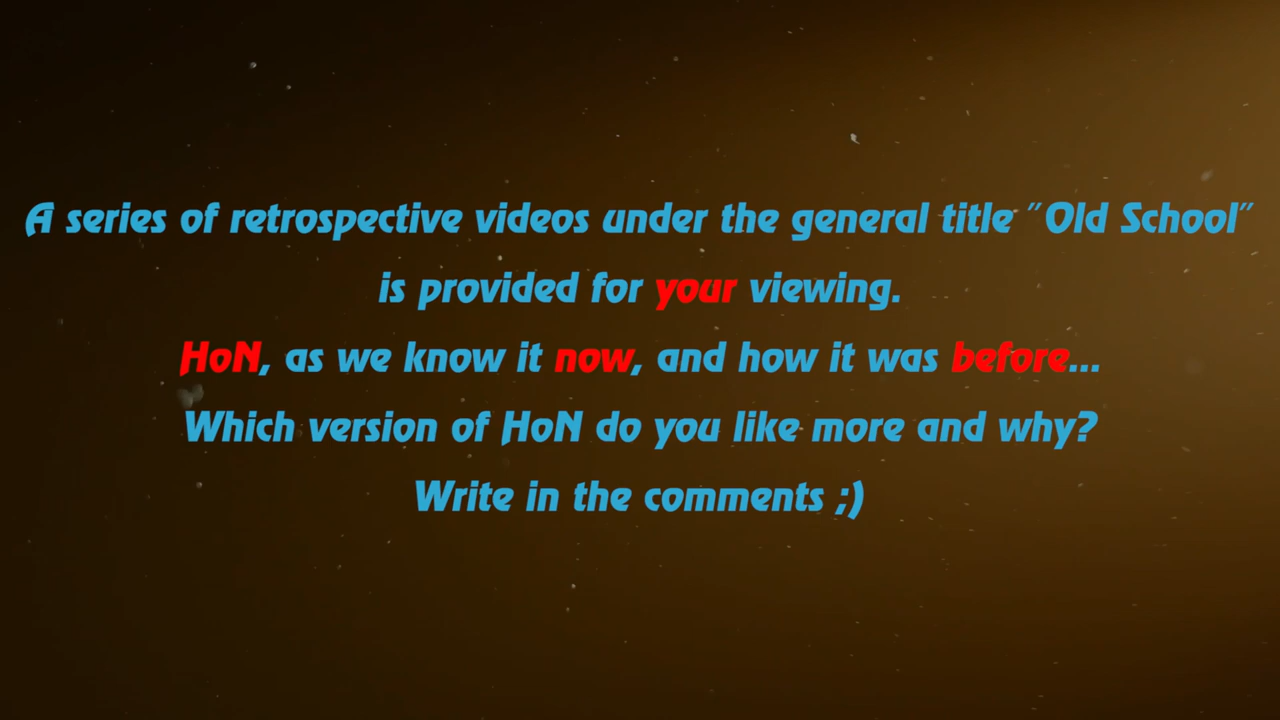 A series of retrospective videos under the general title "Old School"
is provided for your viewing.
HoN, as we know it now, and how it was before...
Which version of HoN do you like more and why?
Write in the comments ;)